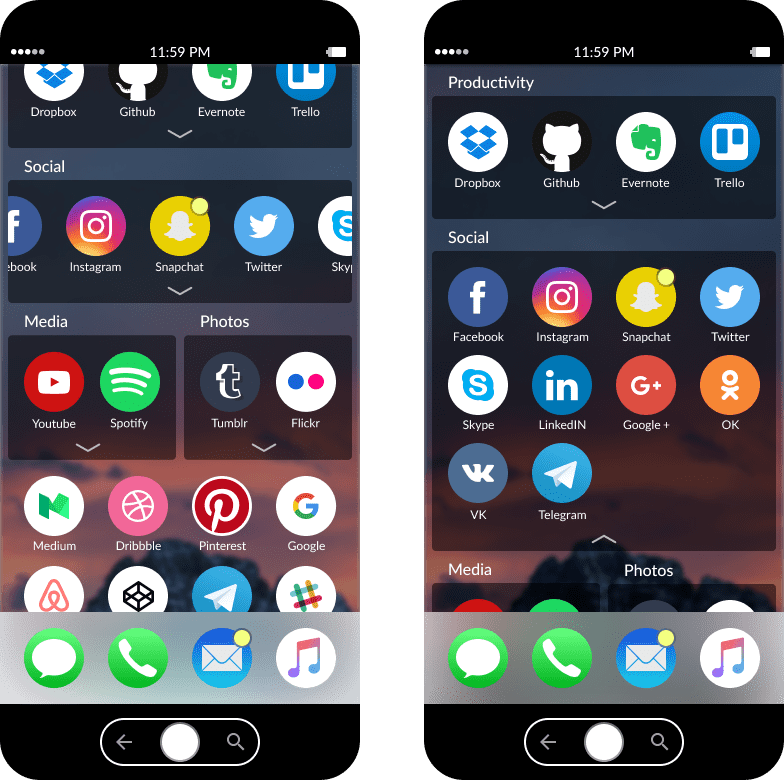 11:59 PM
Dropbox Github Evernote Trello
Social
ebook Instagram Snapchat Twitter Skyp
Media Photos
Youtube Spotify Tumblr Flickr
Medium Dribbble Pinterest Google
11:59 PM
Productivity
Dropbox Github Evernote Trello
Social
Facebook Instagram Snapchat Twitter
Skype LinkedIN Google + OK
VK Telegram
Media Photos